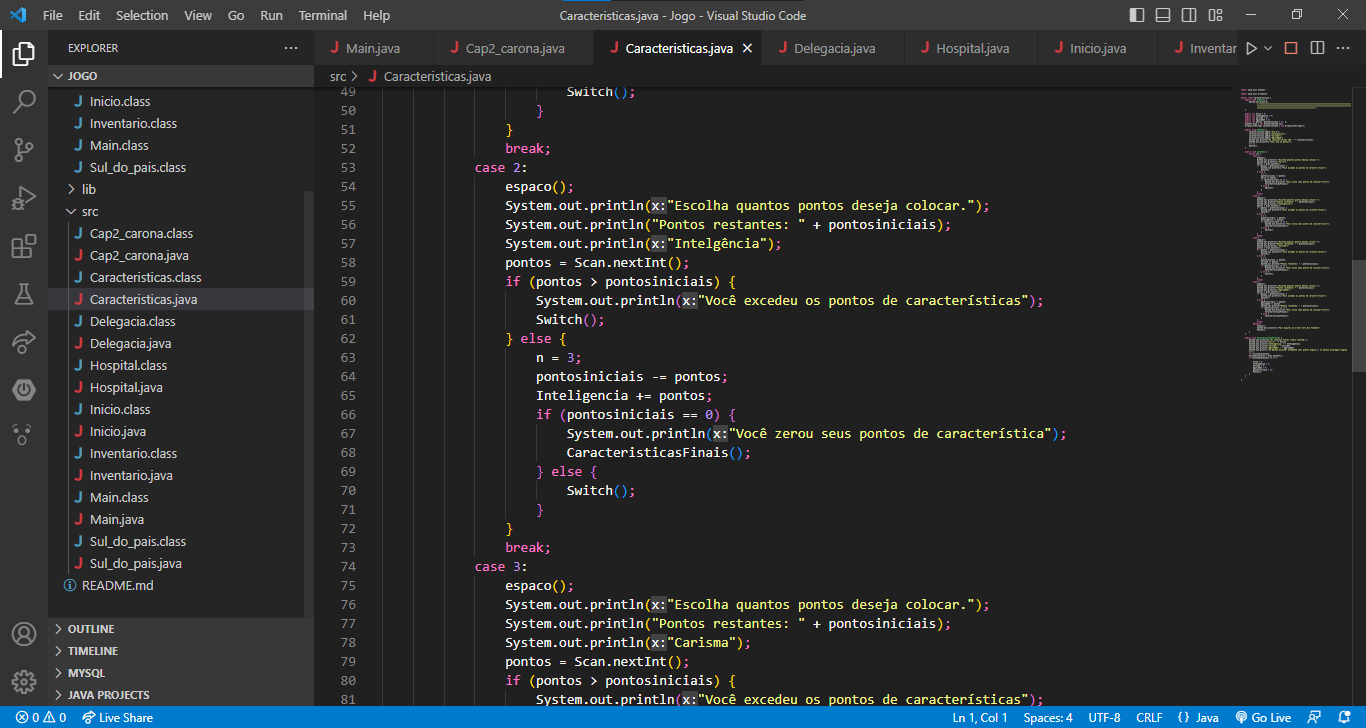 File Edit Selection View Go Run Terminal Help Caracteristicas.java - Jogo - Visual Studio Code
EXPLORER
JOGO
Inicio.class
Inventario.class
Main.class
Sul_do_pais.class
lib
src
Cap2_carona.class
Cap2_carona.java
Caracteristicas.class
Caracteristicas.java
Delegacia.class
Delegacia.java
Hospital.class
Hospital.java
Inicio.class
Inicio.java
Inventario.class
Inventario.java
Main.class
Main.java
Sul_do_pais.class
Sul_do_pais.java
README.md
OUTLINE
TIMELINE
MYSQL
JAVA PROJECTS
Main.java Cap2_carona.java Caracteristicas.java Delegacia.java Hospital.java Inicio.java Inventar
src > Caracteristicas.java
49 Switch();
50 }
51 }
52 break;
53 case 2:
54 espaco();
55 System.out.println(x:"Escolha quantos pontos deseja colocar.");
56 System.out.println("Pontos restantes: " + pontosiniciais);
57 System.out.println(x:"Intelgência");
58 pontos = Scan.nextInt();
59 if (pontos > pontosiniciais) {
60 System.out.println(x:"Você excedeu os pontos de características");
61 Switch();
62 } else {
63 n = 3;
64 pontosiniciais -= pontos;
65 Inteligencia += pontos;
66 if (pontosiniciais == 0) {
67 System.out.println(x:"Você zerou seus pontos de característica");
68 CaracteristicasFinais();
69 } else {
70 Switch();
71 }
72 }
73 break;
74 case 3:
75 espaco();
76 System.out.println(x:"Escolha quantos pontos deseja colocar.");
77 System.out.println("Pontos restantes: " + pontosiniciais);
78 System.out.println(x:"Carisma");
79 pontos = Scan.nextInt();
80 if (pontos > pontosiniciais) {
81 System.out.println(x:"Você excedeu os pontos de características");
0 0 Live Share Ln 1, Col 1 Spaces: 4 UTF-8 CRLF {} Java Go Live